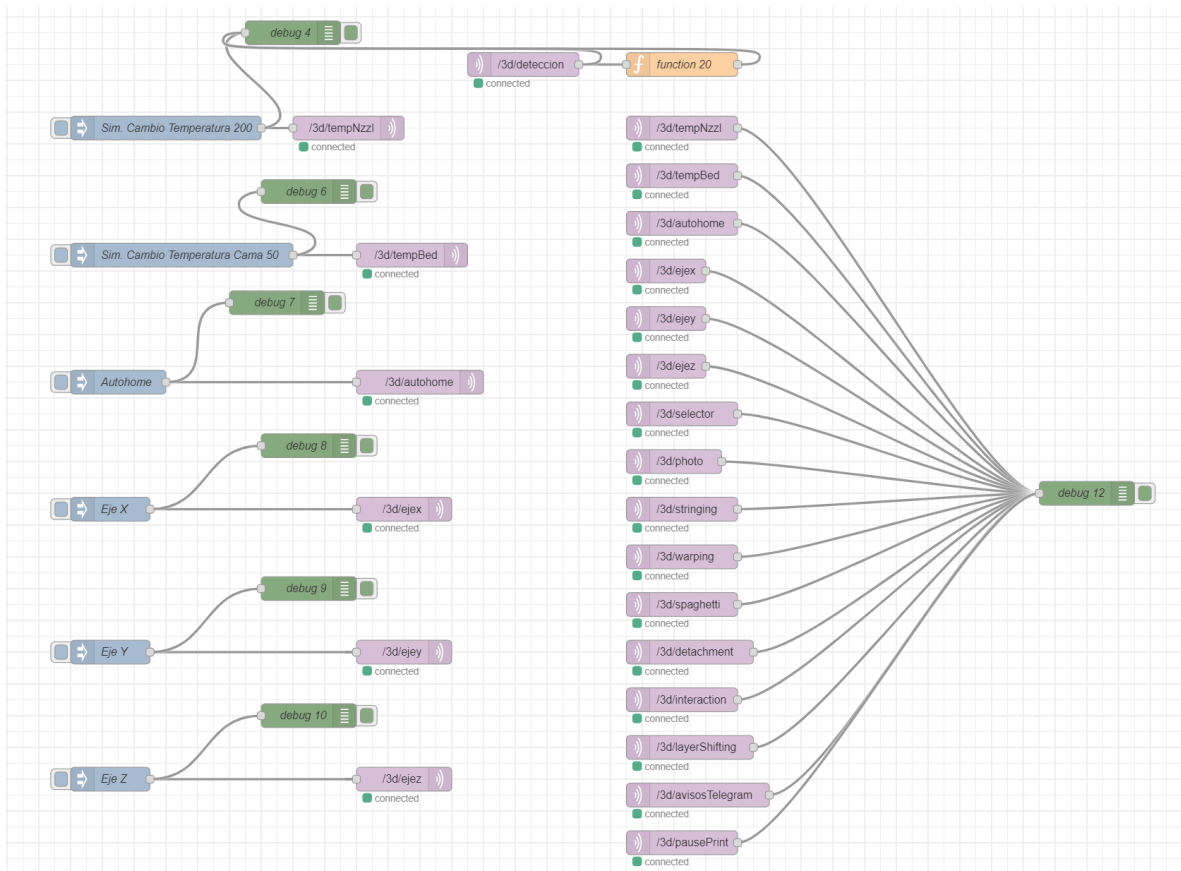 debug 4
/3d/deteccion
connected
function 20
Sim. Cambio Temperatura 200
/3d/tempNzzl
connected
debug 6
Sim. Cambio Temperatura Cama 50
/3d/tempBed
connected
debug 7
Autohome
/3d/autohome
connected
debug 8
Eje X
/3d/ejex
connected
debug 9
Eje Y
/3d/ejey
connected
debug 10
Eje Z
/3d/ejez
connected
/3d/tempNzzl
connected
/3d/tempBed
connected
/3d/autohome
connected
/3d/ejex
connected
/3d/ejey
connected
/3d/ejez
connected
/3d/selector
connected
/3d/photo
connected
/3d/stringing
connected
/3d/warping
connected
/3d/spaghetti
connected
/3d/detachment
connected
/3d/interaction
connected
/3d/layerShifting
connected
/3d/avisosTelegram
connected
/3d/pausePrint
connected
debug 12